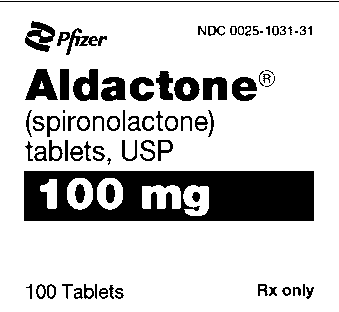 Pfizer
NDC 0025-1031-31
Aldactone®
(spironolactone)
tablets, USP
100 mg
100 Tablets
Rx only